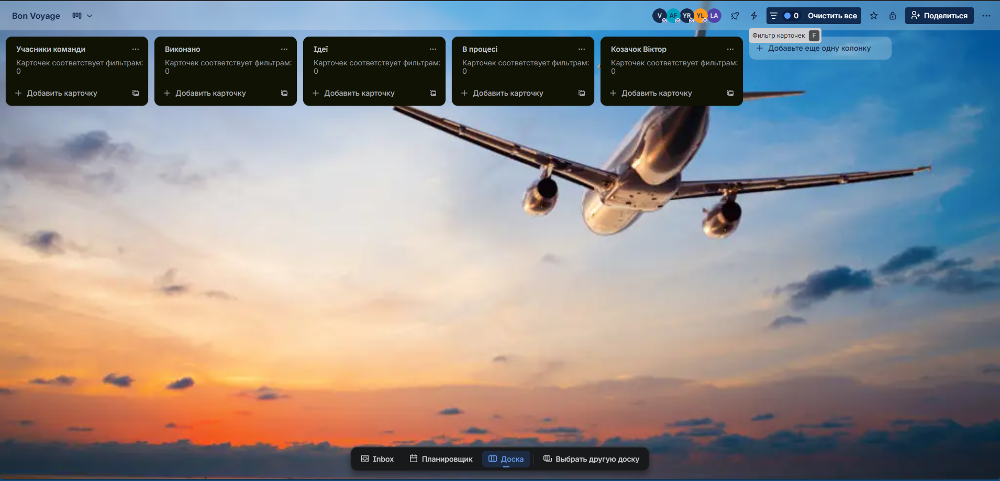 Bon Voyage
V AF YR YL LA
0 Очистить все
Поделиться
Фильтр карточек F
Учасники команди
Карточек соответствует фильтрам:
0
Добавить карточку
Виконано
Карточек соответствует фильтрам:
0
Добавить карточку
Ідеї
Карточек соответствует фильтрам:
0
Добавить карточку
В процесі
Карточек соответствует фильтрам:
0
Добавить карточку
Козачок Віктор
Карточек соответствует фильтрам:
0
Добавить карточку
Добавьте еще одну колонку
Inbox
Планировщик
Доска
Выбрать другую доску